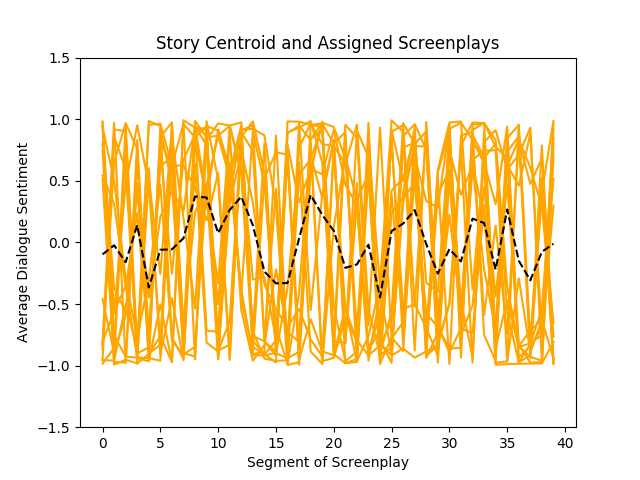 Story Centroid and Assigned Screenplays
1.5
1.0
0.5
0.0
−0.5
−1.0
−1.5
Average Dialogue Sentiment
0 5 10 15 20 25 30 35 40
Segment of Screenplay